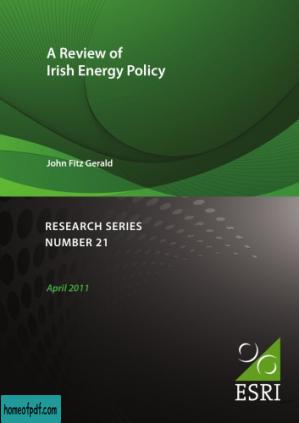 A Review of
Irish Energy Policy
John Fitz Gerald
RESEARCH SERIES
NUMBER 21
April 2011
ESRI
homeofpdf.com